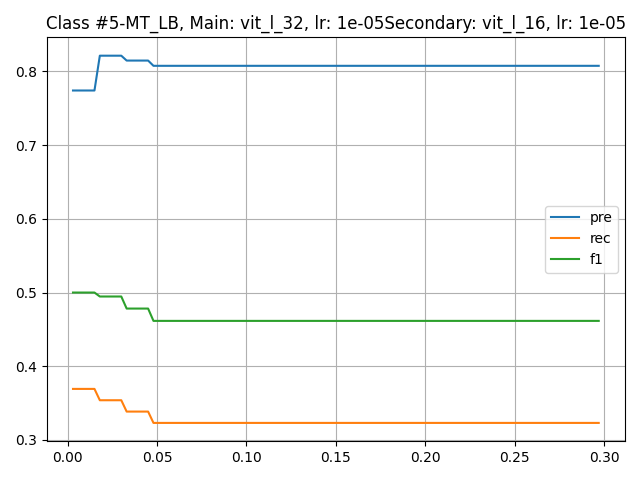 Class #5-MT_LB, Main: vit_l_32, lr: 1e-05Secondary: vit_l_16, lr: 1e-05
0.8
0.7
0.6
0.5
0.4
0.3
pre
rec
f1
0.00 0.05 0.10 0.15 0.20 0.25 0.30